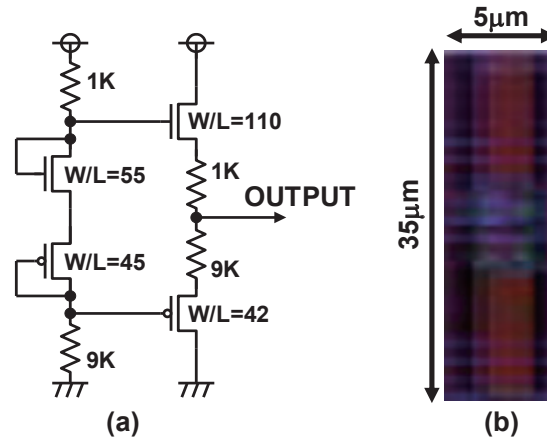 1K
W/L=110
W/L=55
1K
OUTPUT
W/L=45
9K
W/L=42
9K
(a)
5μm
35μm
(b)